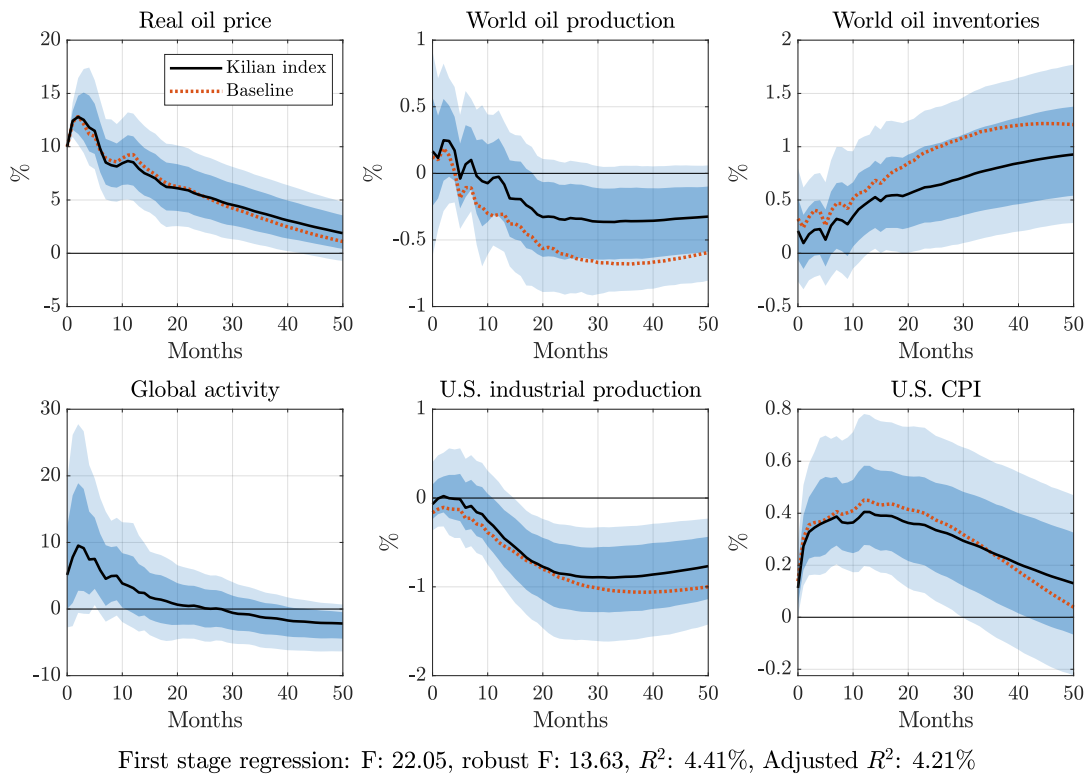 Real oil price
World oil production
World oil inventories
20
15
10
5
0
-5
%
Kilian index
Baseline
0 10 20 30 40 50
Months
1
0.5
0
-0.5
-1
%
0 10 20 30 40 50
Months
2
1.5
1
0.5
0
-0.5
%
0 10 20 30 40 50
Months
Global activity
U.S. industrial production
U.S. CPI
30
20
10
0
-10
%
0 10 20 30 40 50
Months
1
0
-1
-2
%
0 10 20 30 40 50
Months
0.8
0.6
0.4
0.2
0
-0.2
%
0 10 20 30 40 50
Months
First stage regression: F: 22.05, robust F: 13.63, R²: 4.41%, Adjusted R²: 4.21%